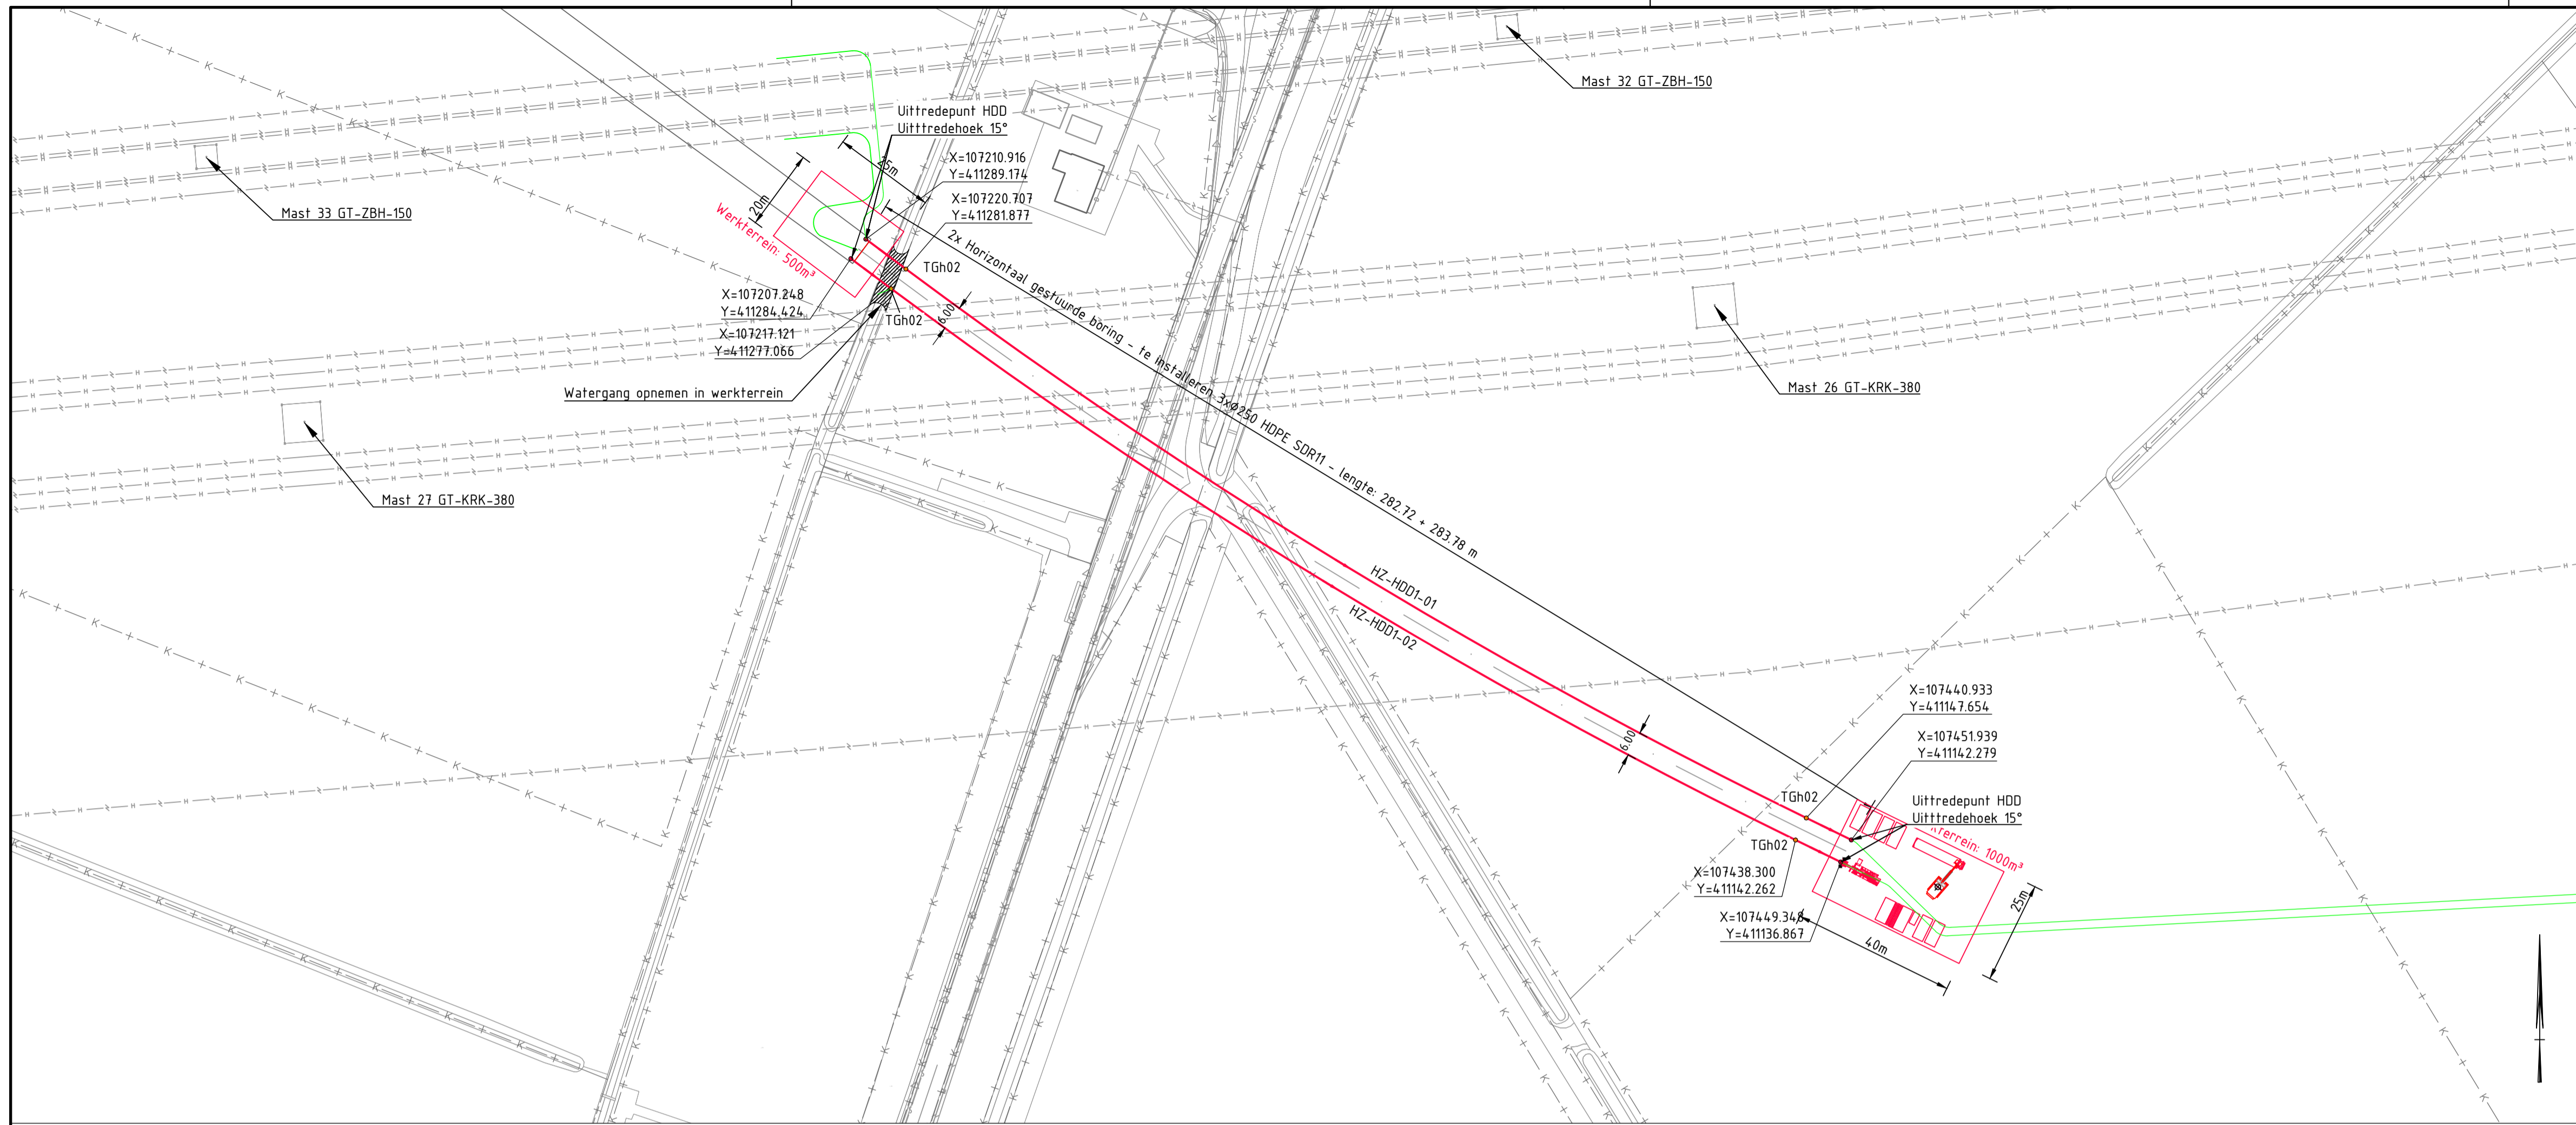 Mast 32 GT-ZBH-150
Uittredepunt HDD
Uitttredehoek 15°
X=107210.916
Y=411289.174
25m
20m
Mast 33 GT-ZBH-150
X=107220.707
Y=411281.877
Werkterrein: 500m³
TGh02
2x Horizontaal gestuurde boring - te installeren 3xø250 HDPE SDR11 - lengte: 282.72 + 283.78 m
X=107207.248
Y=411284.424
TGh02
6.00
X=107217.121
Y=411277.066
Watergang opnemen in werkterrein
Mast 26 GT-KRK-380
Mast 27 GT-KRK-380
HZ-HDD1-01
HZ-HDD1-02
6.00
X=107440.933
Y=411147.654
X=107451.939
Y=411142.279
TGh02
Uittredepunt HDD
Uitttredehoek 15°
1000m³
TGh02
X=107438.300
Y=411142.262
X=107449.348
Y=411136.867
25m
40m